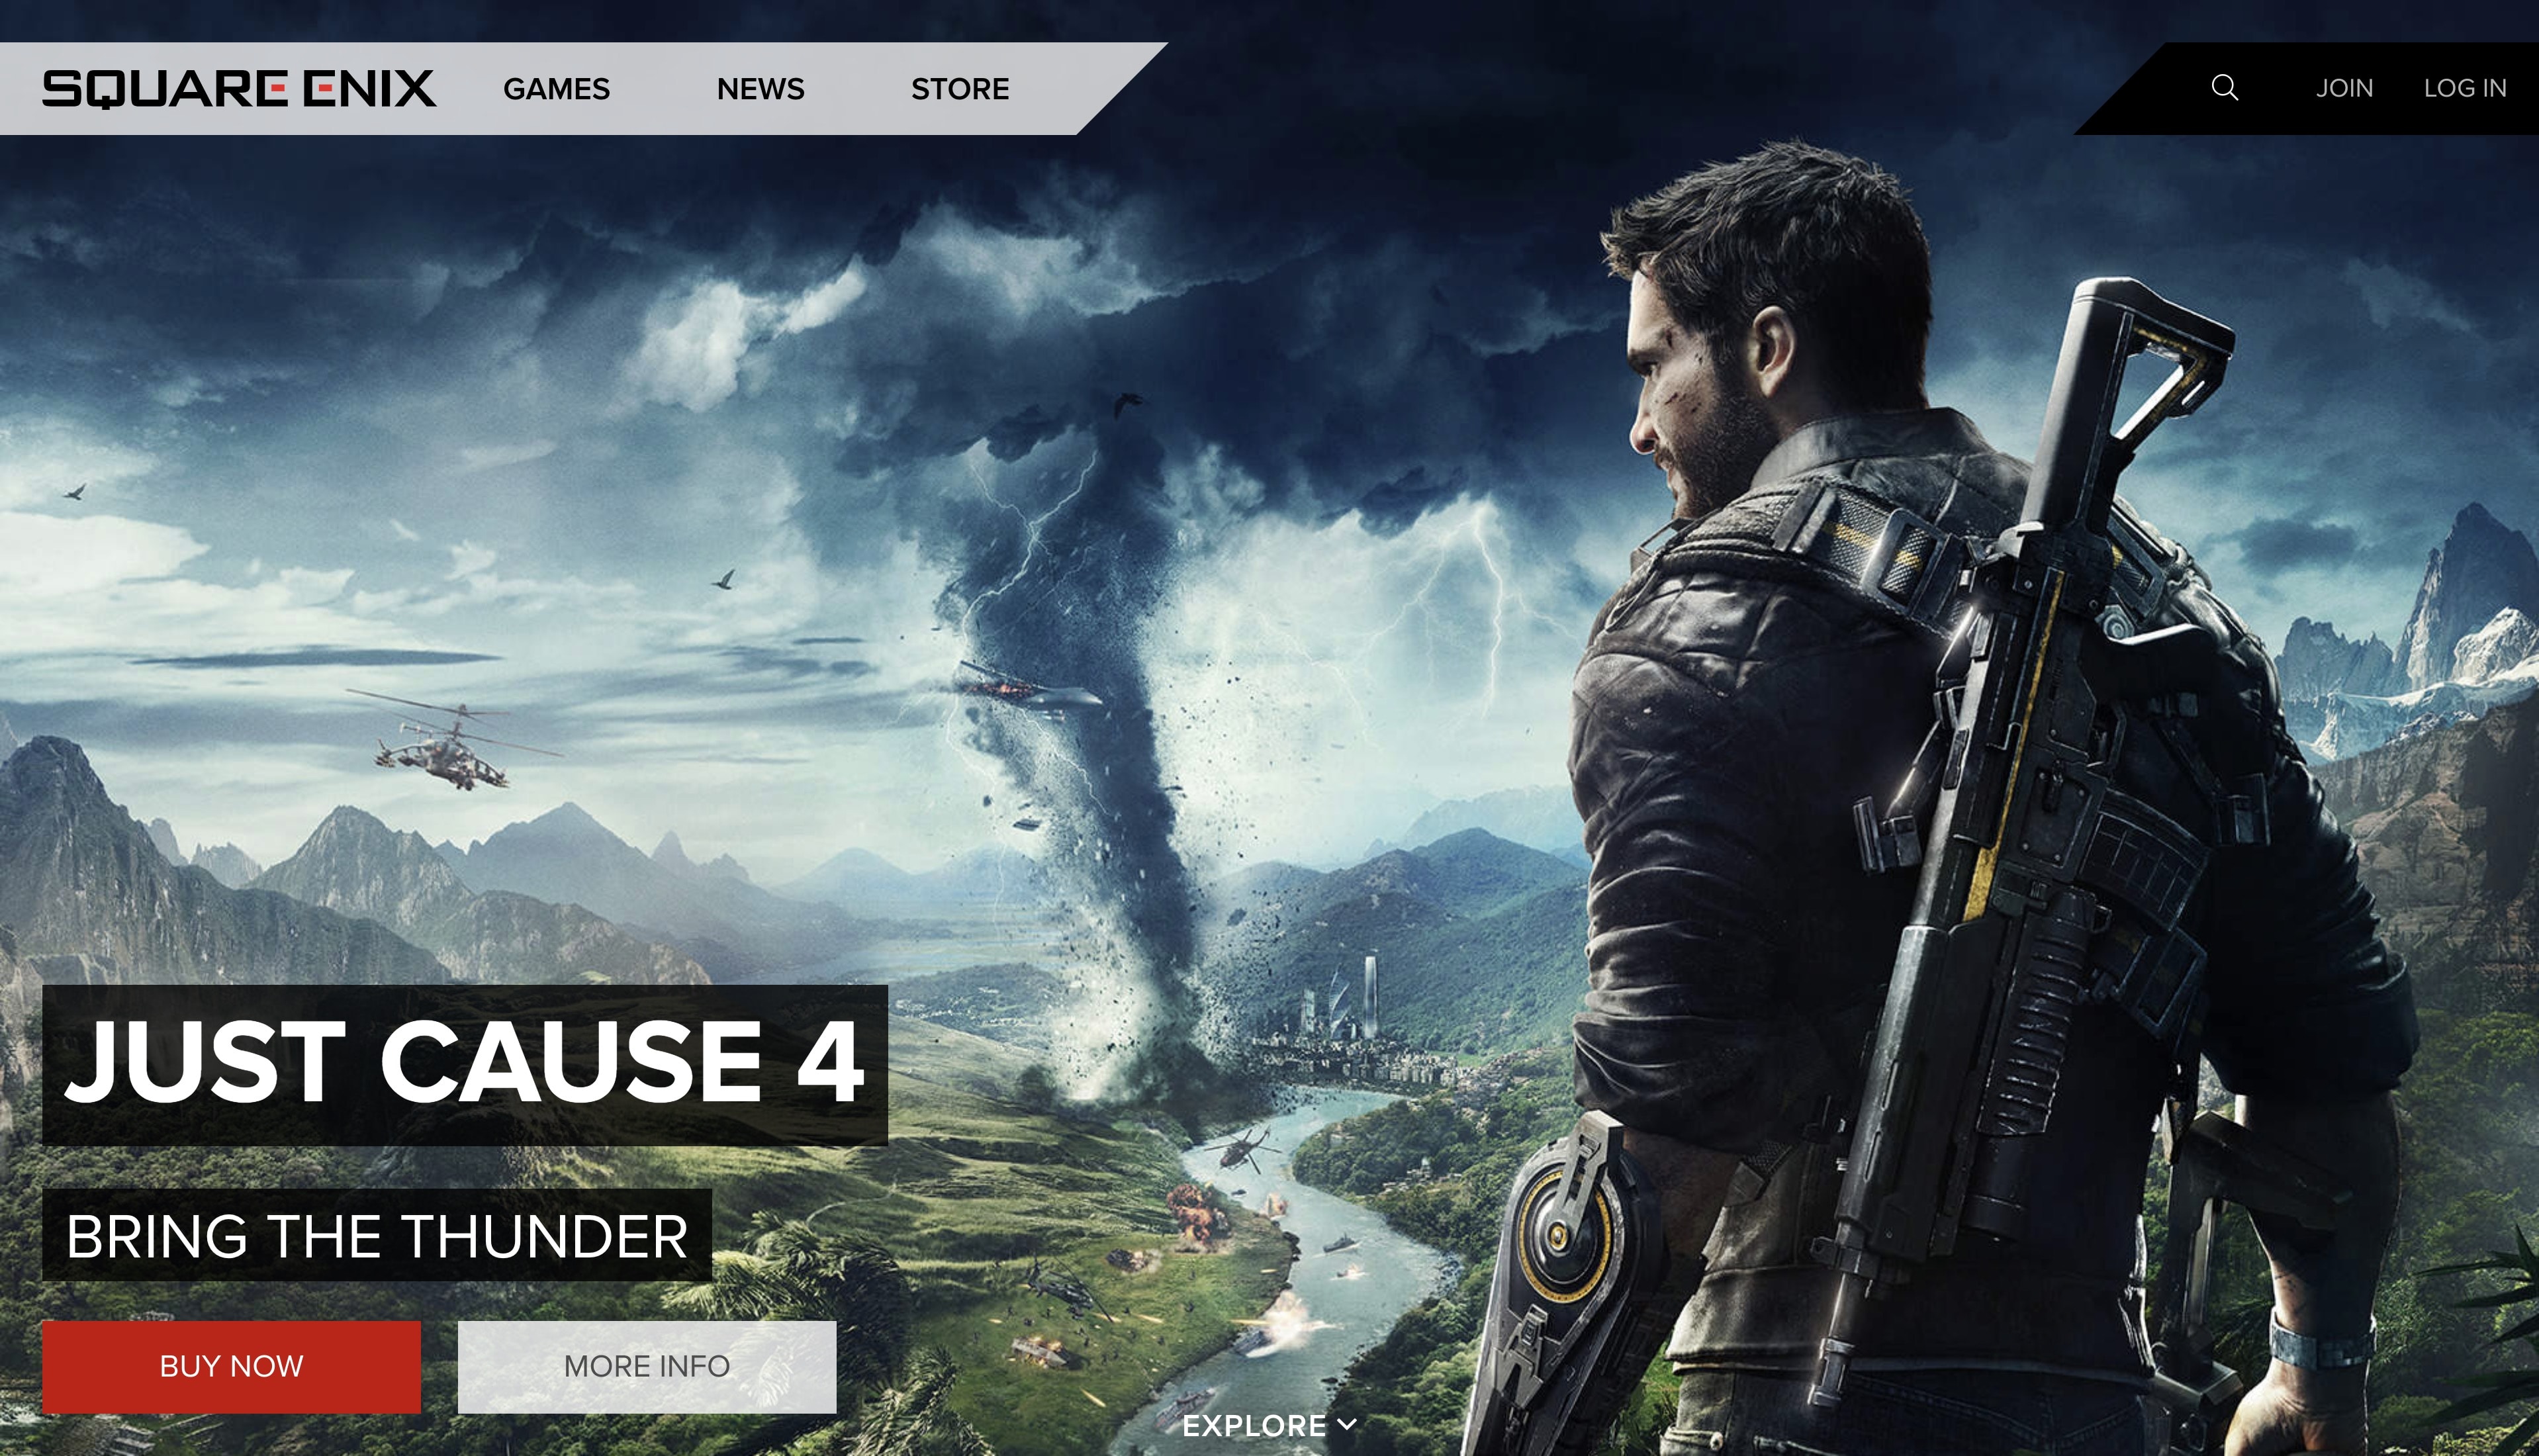 SQUARE ENIX
GAMES
NEWS
STORE
JOIN
LOG IN
JUST CAUSE 4
BRING THE THUNDER
BUY NOW
MORE INFO
EXPLORE